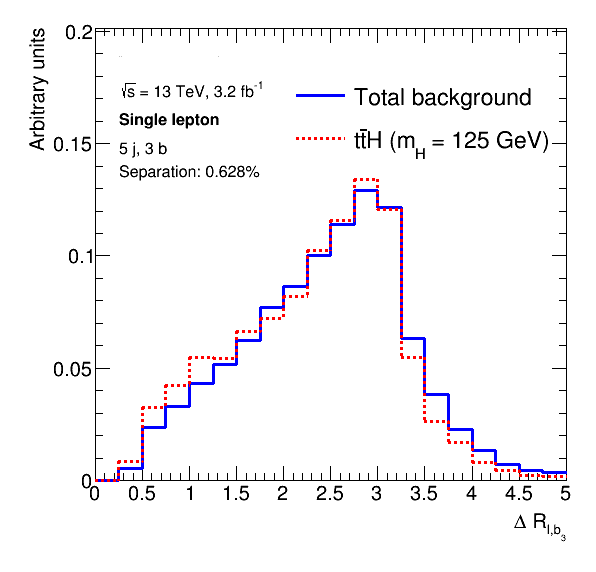 Arbitrary units
0.2
0.15
0.1
0.05
0
√s = 13 TeV, 3.2 fb⁻¹
Single lepton
5 j, 3 b
Separation: 0.628%
Total background
tt̄H (m_H = 125 GeV)
0 0.5 1 1.5 2 2.5 3 3.5 4 4.5 5
Δ R_l,b₃